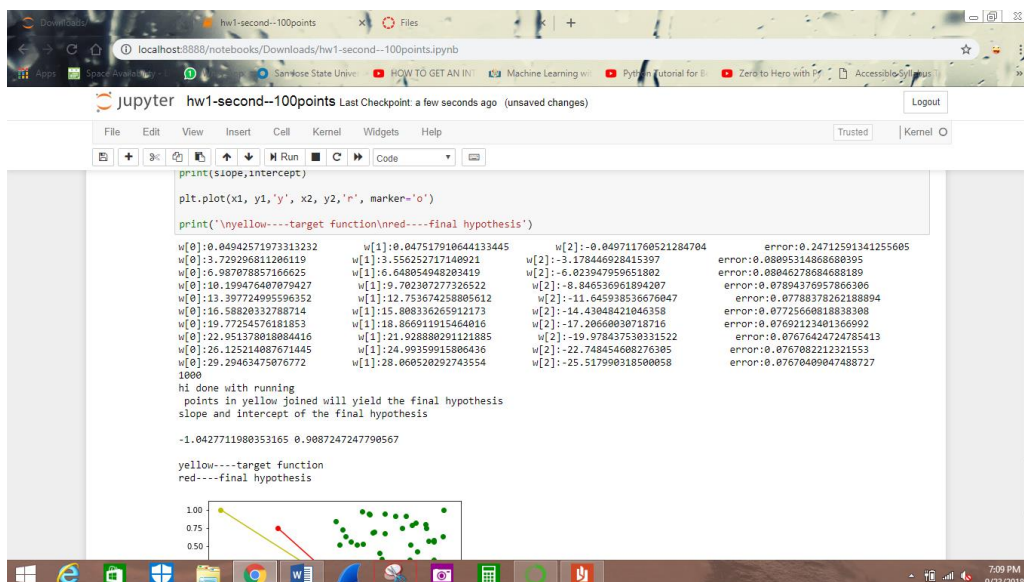 Downloads/
hw1-second--100points
Files
localhost:8888/notebooks/Downloads/hw1-second--100points.ipynb
Apps
Space Availability -
San Jose State Unive
HOW TO GET AN INT
Machine Learning wi
Python Tutorial for B
Zero to Hero with P
Accessible Syllabus
»
jupyter hw1-second--100points Last Checkpoint: a few seconds ago (unsaved changes)
Logout
File Edit View Insert Cell Kernel Widgets Help
Trusted
Kernel
Run
Code
print(slope,intercept)
plt.plot(x1, y1,'y', x2, y2,'r', marker='o')
print('\nyellow----target function\nred----final hypothesis')
w[0]:0.04942571973313232 w[1]:0.047517910644133445 w[2]:-0.049711760521284704 error:0.24712591341255605
w[0]:3.729296811206119 w[1]:3.556252717140921 w[2]:-3.178446928415397 error:0.08095314868680395
w[0]:6.987078857166625 w[1]:6.648054948203419 w[2]:-6.023947959651802 error:0.08046278684688189
w[0]:10.199476407079427 w[1]:9.702307277326522 w[2]:-8.846536961894207 error:0.07894376957866306
w[0]:13.397724995596352 w[1]:12.753674258805612 w[2]:-11.645938536676047 error:0.07788378262188894
w[0]:16.58820332788714 w[1]:15.808336265912173 w[2]:-14.43048421046358 error:0.07725660818838308
w[0]:19.77254576181853 w[1]:18.866911915464016 w[2]:-17.20660030718716 error:0.07692123401366992
w[0]:22.951378018084416 w[1]:21.928880291121885 w[2]:-19.978437530331522 error:0.07676424724785413
w[0]:26.125214087671445 w[1]:24.99359915806436 w[2]:-22.748454608276305 error:0.0767082212321553
w[0]:29.29463475076772 w[1]:28.060520292743554 w[2]:-25.517990318500058 error:0.07670409047488727
1000
hi done with running
points in yellow joined will yield the final hypothesis
slope and intercept of the final hypothesis
-1.0427711980353165 0.9087247247790567
yellow----target function
red----final hypothesis
1.00
0.75
0.50
7:09 PM